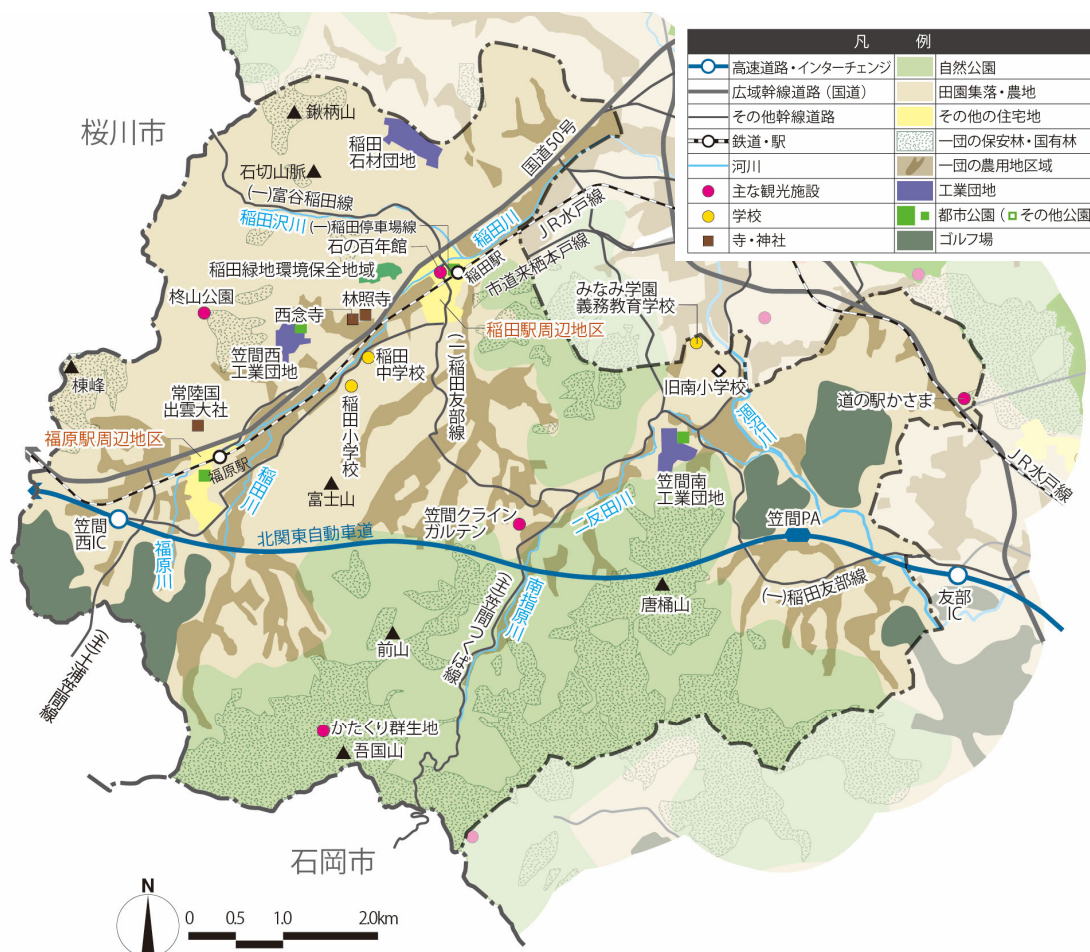 凡例
高速道路・インターチェンジ
自然公園
広域幹線道路（国道）
田園集落・農地
その他幹線道路
その他の住宅地
鉄道・駅
一団の保安林・国有林
河川
一団の農用地区域
主な観光施設
工業団地
学校
都市公園（
その他公園
寺・神社
ゴルフ場
桜川市
鍬柄山
稲田
石材団地
国道50号
石切山脈
(一)富谷稲田線
稲田沢川
(一)稲田停車場線
稲田川
JR水戸線
石の百年館
稲田駅
市道来栖本戸線
稲田緑地環境保全地域
みなみ学園
義務教育学校
柊山公園
林照寺
西念寺
稲田駅周辺地区
笠間西
工業団地
稲田
中学校
(一)稲田友部線
旧南小学校
棟峰
常陸国
出雲大社
稲田小学校
道の駅かさま
涸沼川
福原駅周辺地区
福原駅
稲田川
JR水戸線
富士山
笠間南
工業団地
笠間クライン
ガルテン
二反田川
笠間PA
笠間
西IC
北関東自動車道
福原川
唐桶山
(一)稲田友部線
友部
IC
南指原川
(主)笠間つくば線
前山
(主)土浦笠間線
かたくり群生地
吾国山
石岡市
N
0
0.5
1.0
2.0km